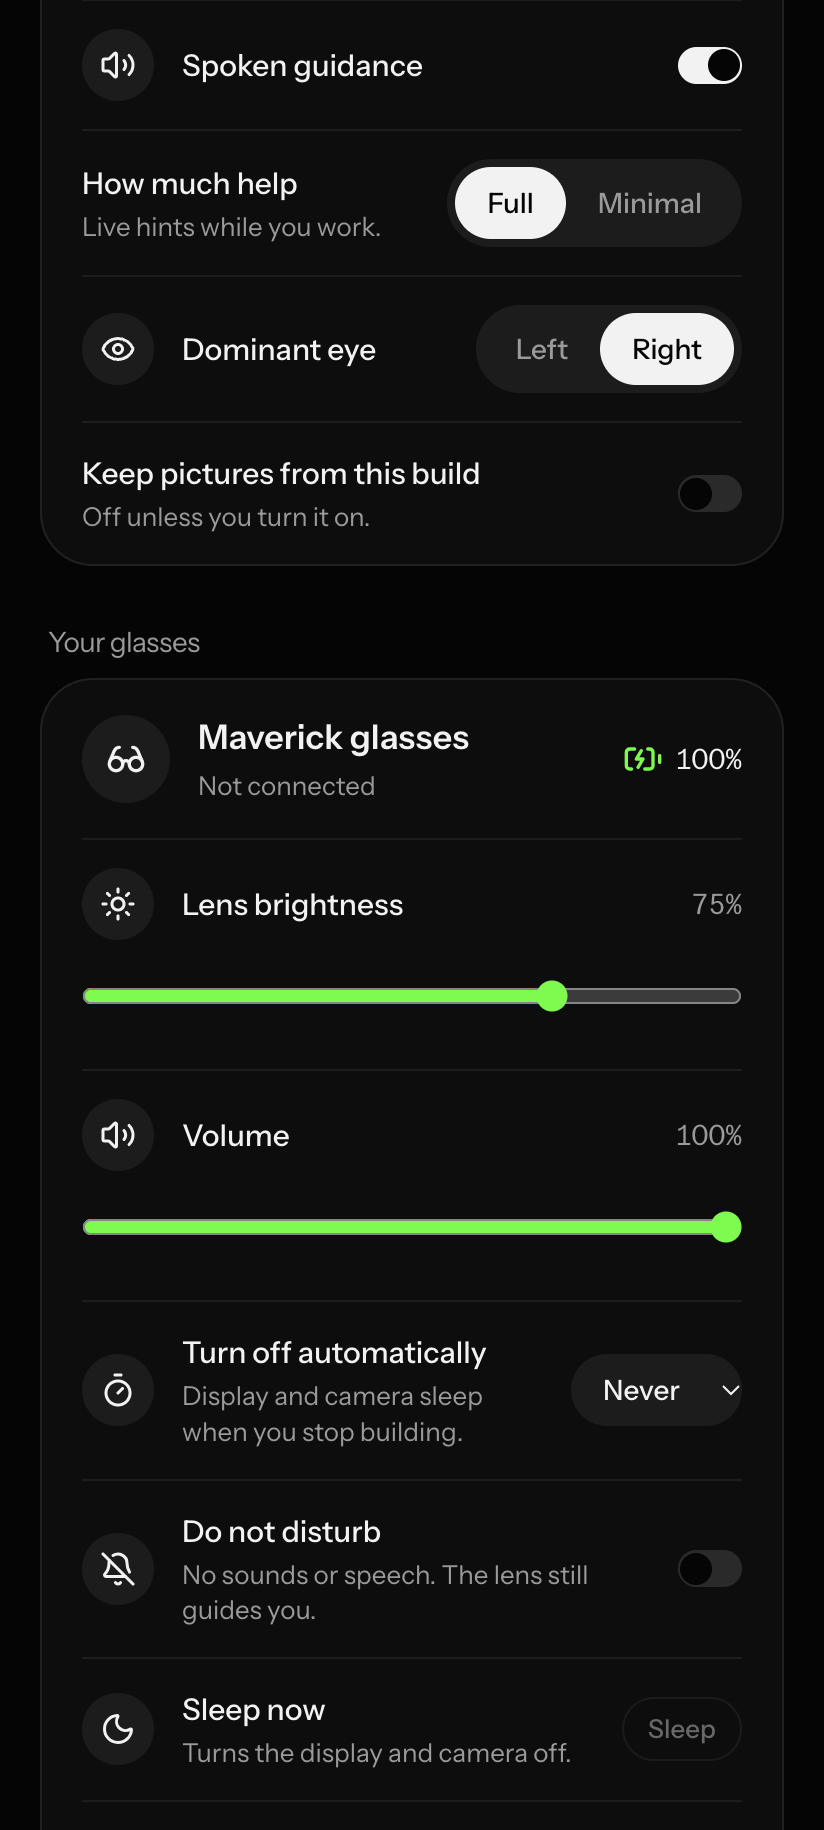 Spoken guidance
How much help
Live hints while you work.
Full
Minimal
Dominant eye
Left
Right
Keep pictures from this build
Off unless you turn it on.
Your glasses
Maverick glasses
Not connected
100%
Lens brightness
75%
Volume
100%
Turn off automatically
Display and camera sleep
when you stop building.
Never
Do not disturb
No sounds or speech. The lens still
guides you.
Sleep now
Turns the display and camera off.
Sleep